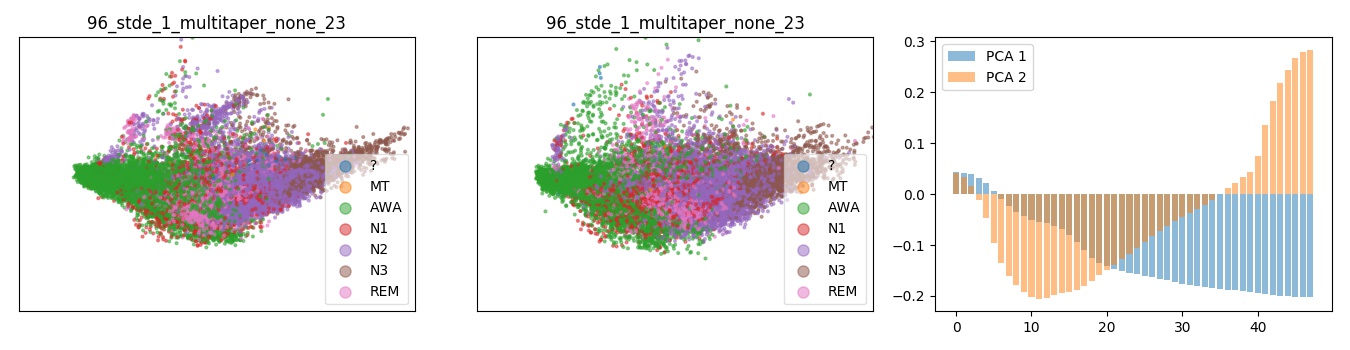 96_stde_1_multitaper_none_23
?
MT
AWA
N1
N2
N3
REM
96_stde_1_multitaper_none_23
?
MT
AWA
N1
N2
N3
REM
PCA 1
PCA 2
0.3
0.2
0.1
0.0
−0.1
−0.2
0 10 20 30 40